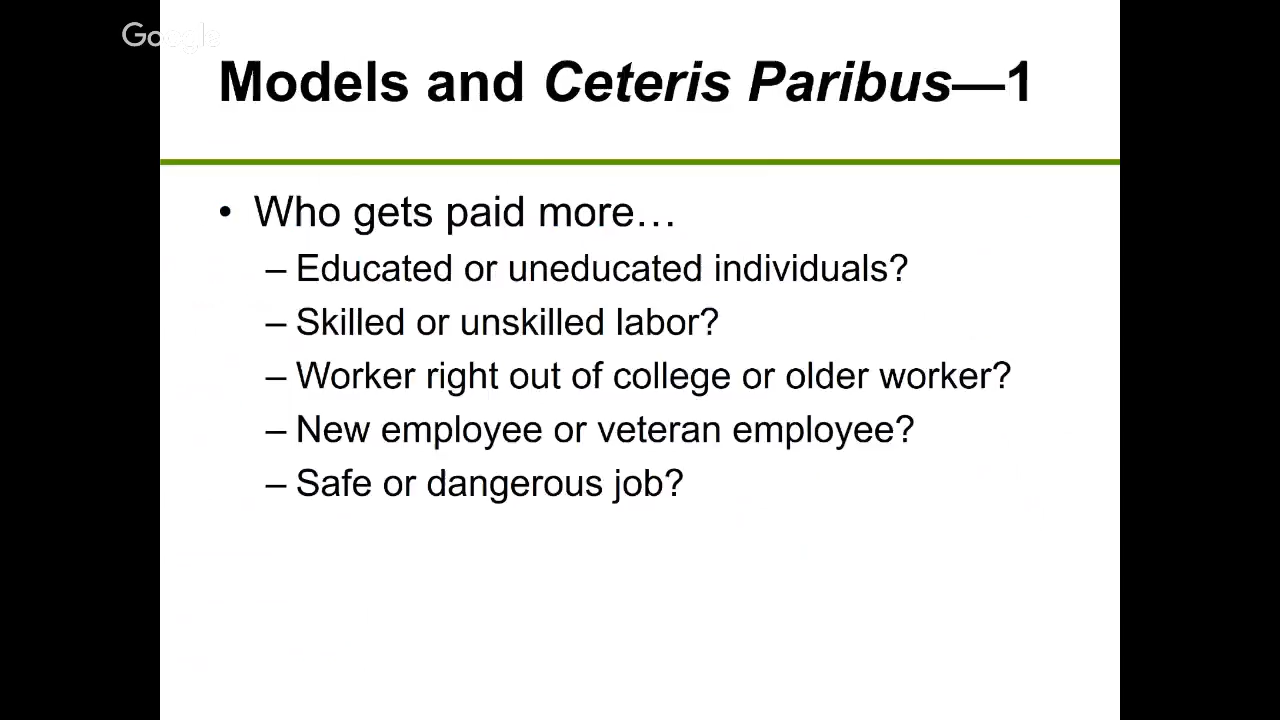 Google
Models and Ceteris Paribus—1
• Who gets paid more…
– Educated or uneducated individuals?
– Skilled or unskilled labor?
– Worker right out of college or older worker?
– New employee or veteran employee?
– Safe or dangerous job?